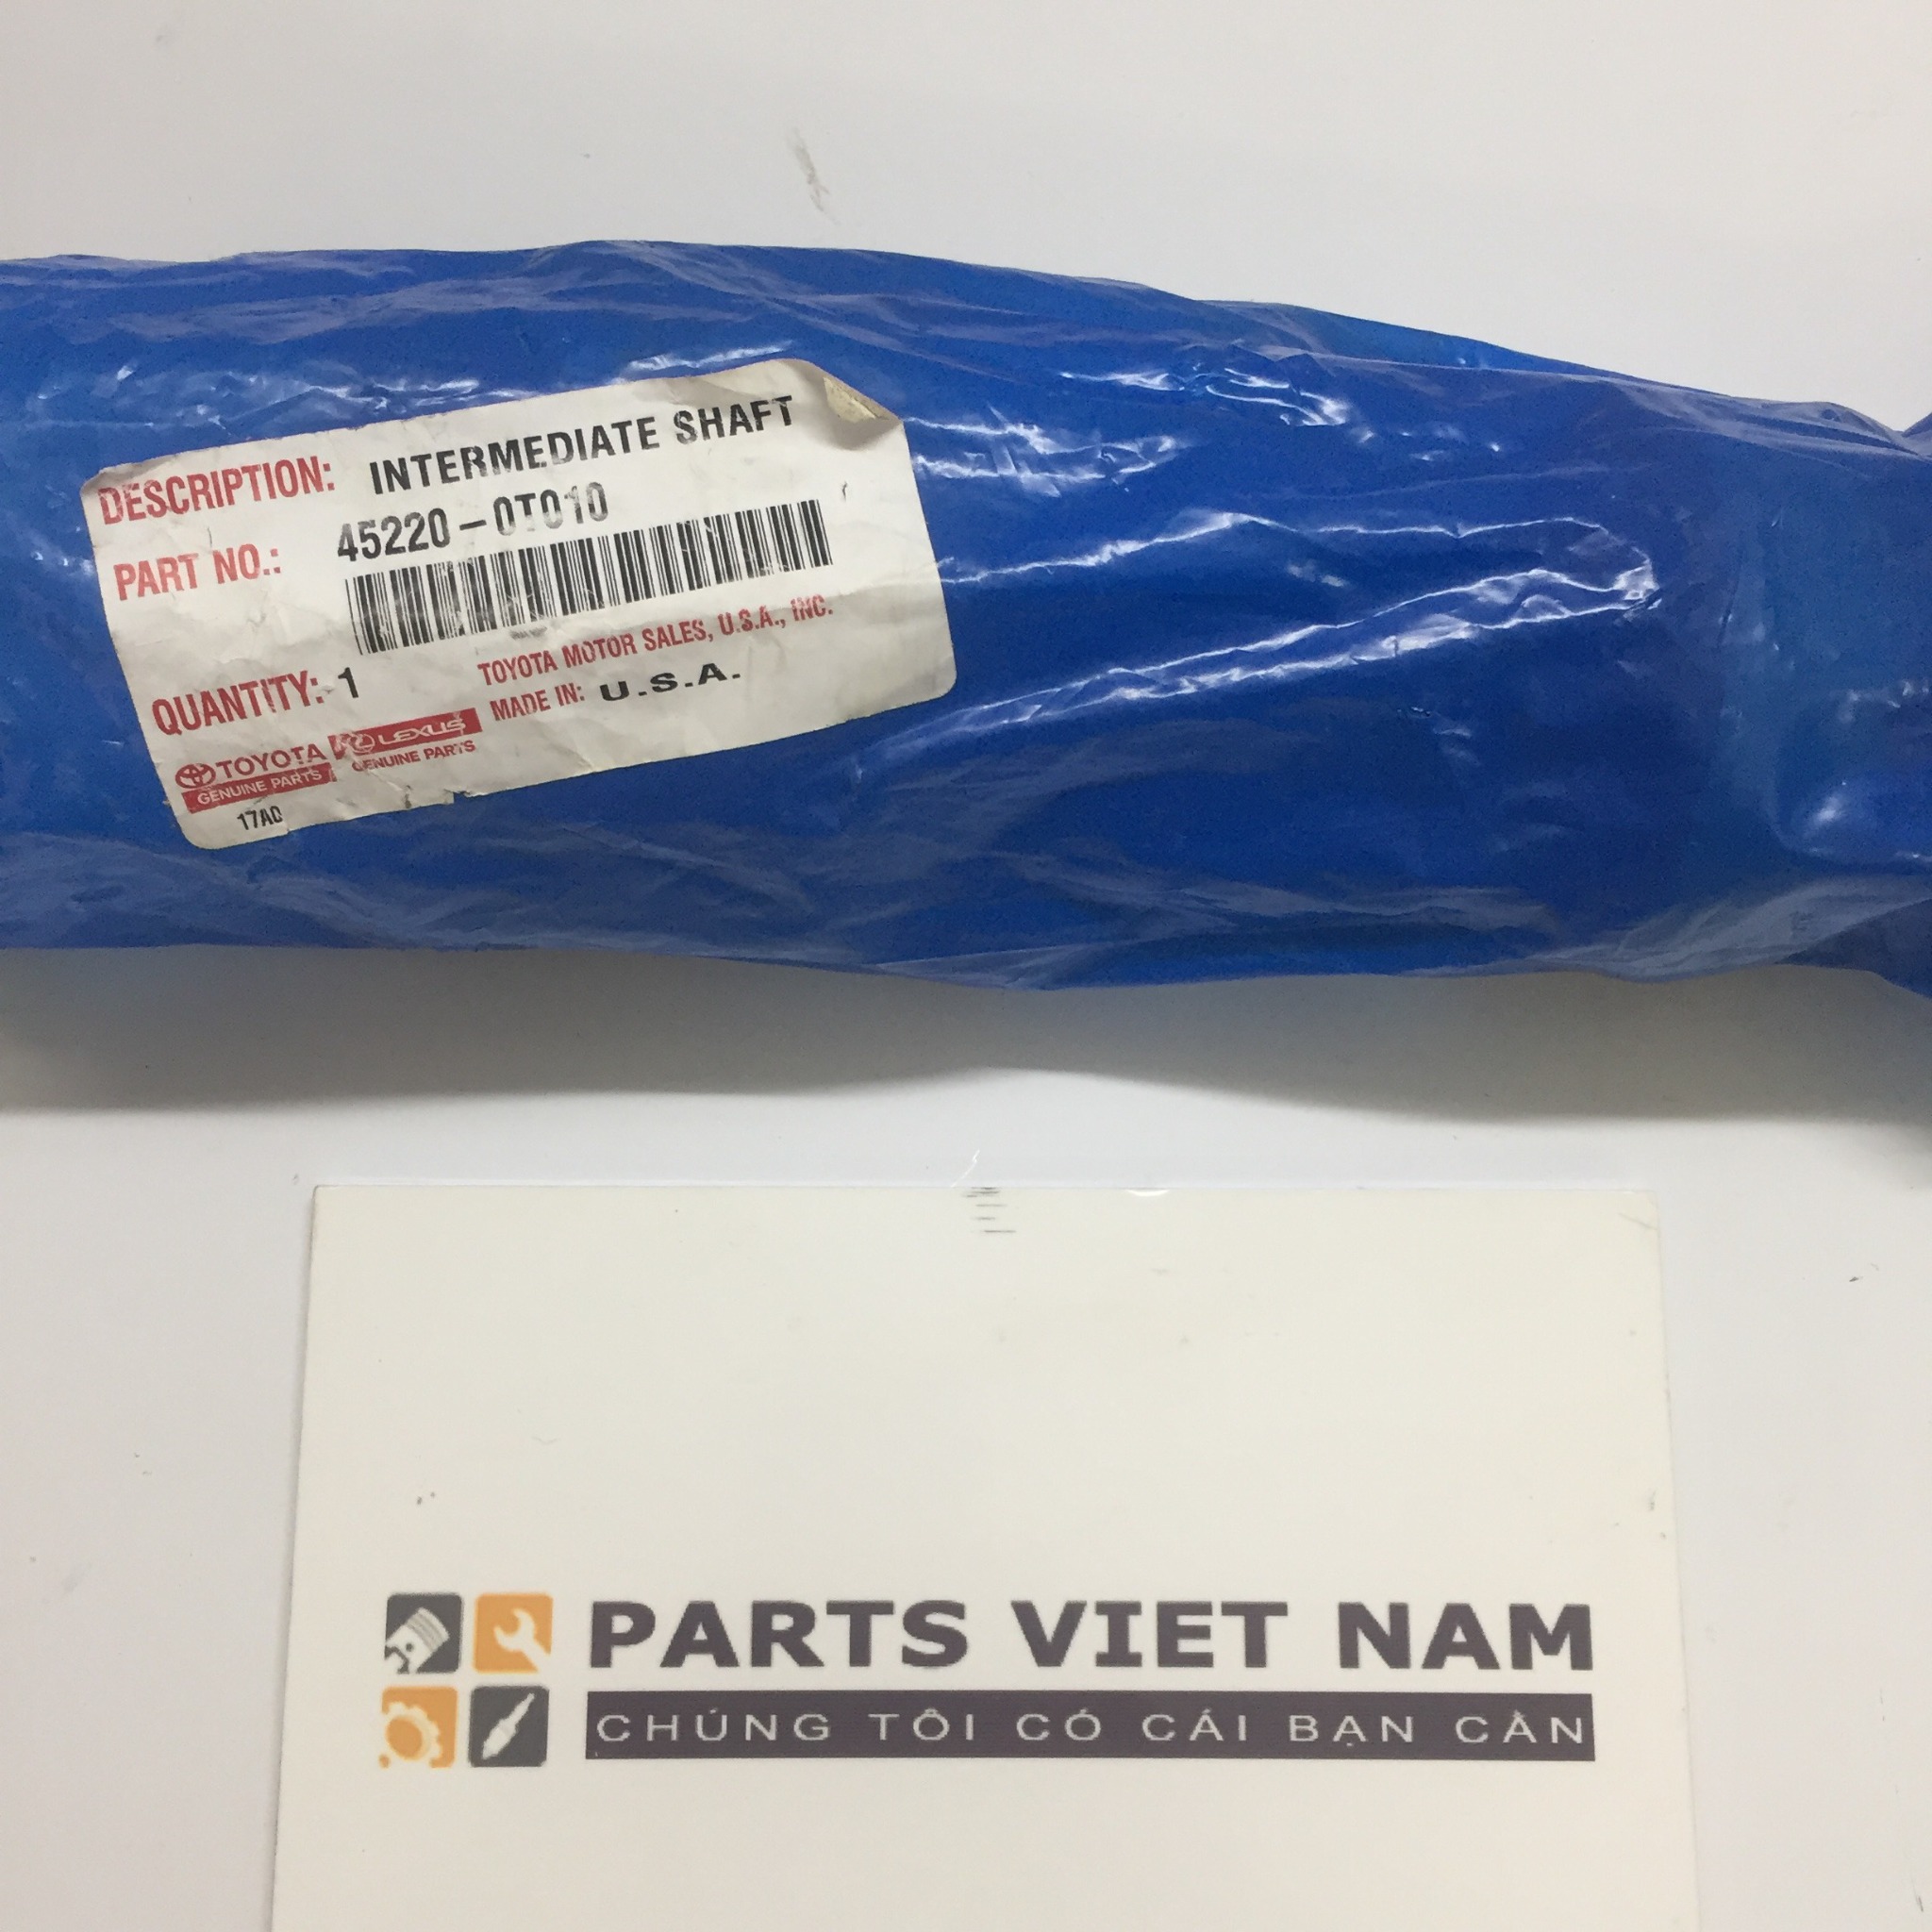 DESCRIPTION: INTERMEDIATE SHAFT
PART NO.: 45220-0T010
QUANTITY: 1
TOYOTA MOTOR SALES, U.S.A., INC.
MADE IN: U.S.A.
TOYOTA
GENUINE PARTS
LEXUS
GENUINE PARTS
17AC
PARTS VIET NAM
CHÚNG TÔI CÓ CÁI BẠN CẦN